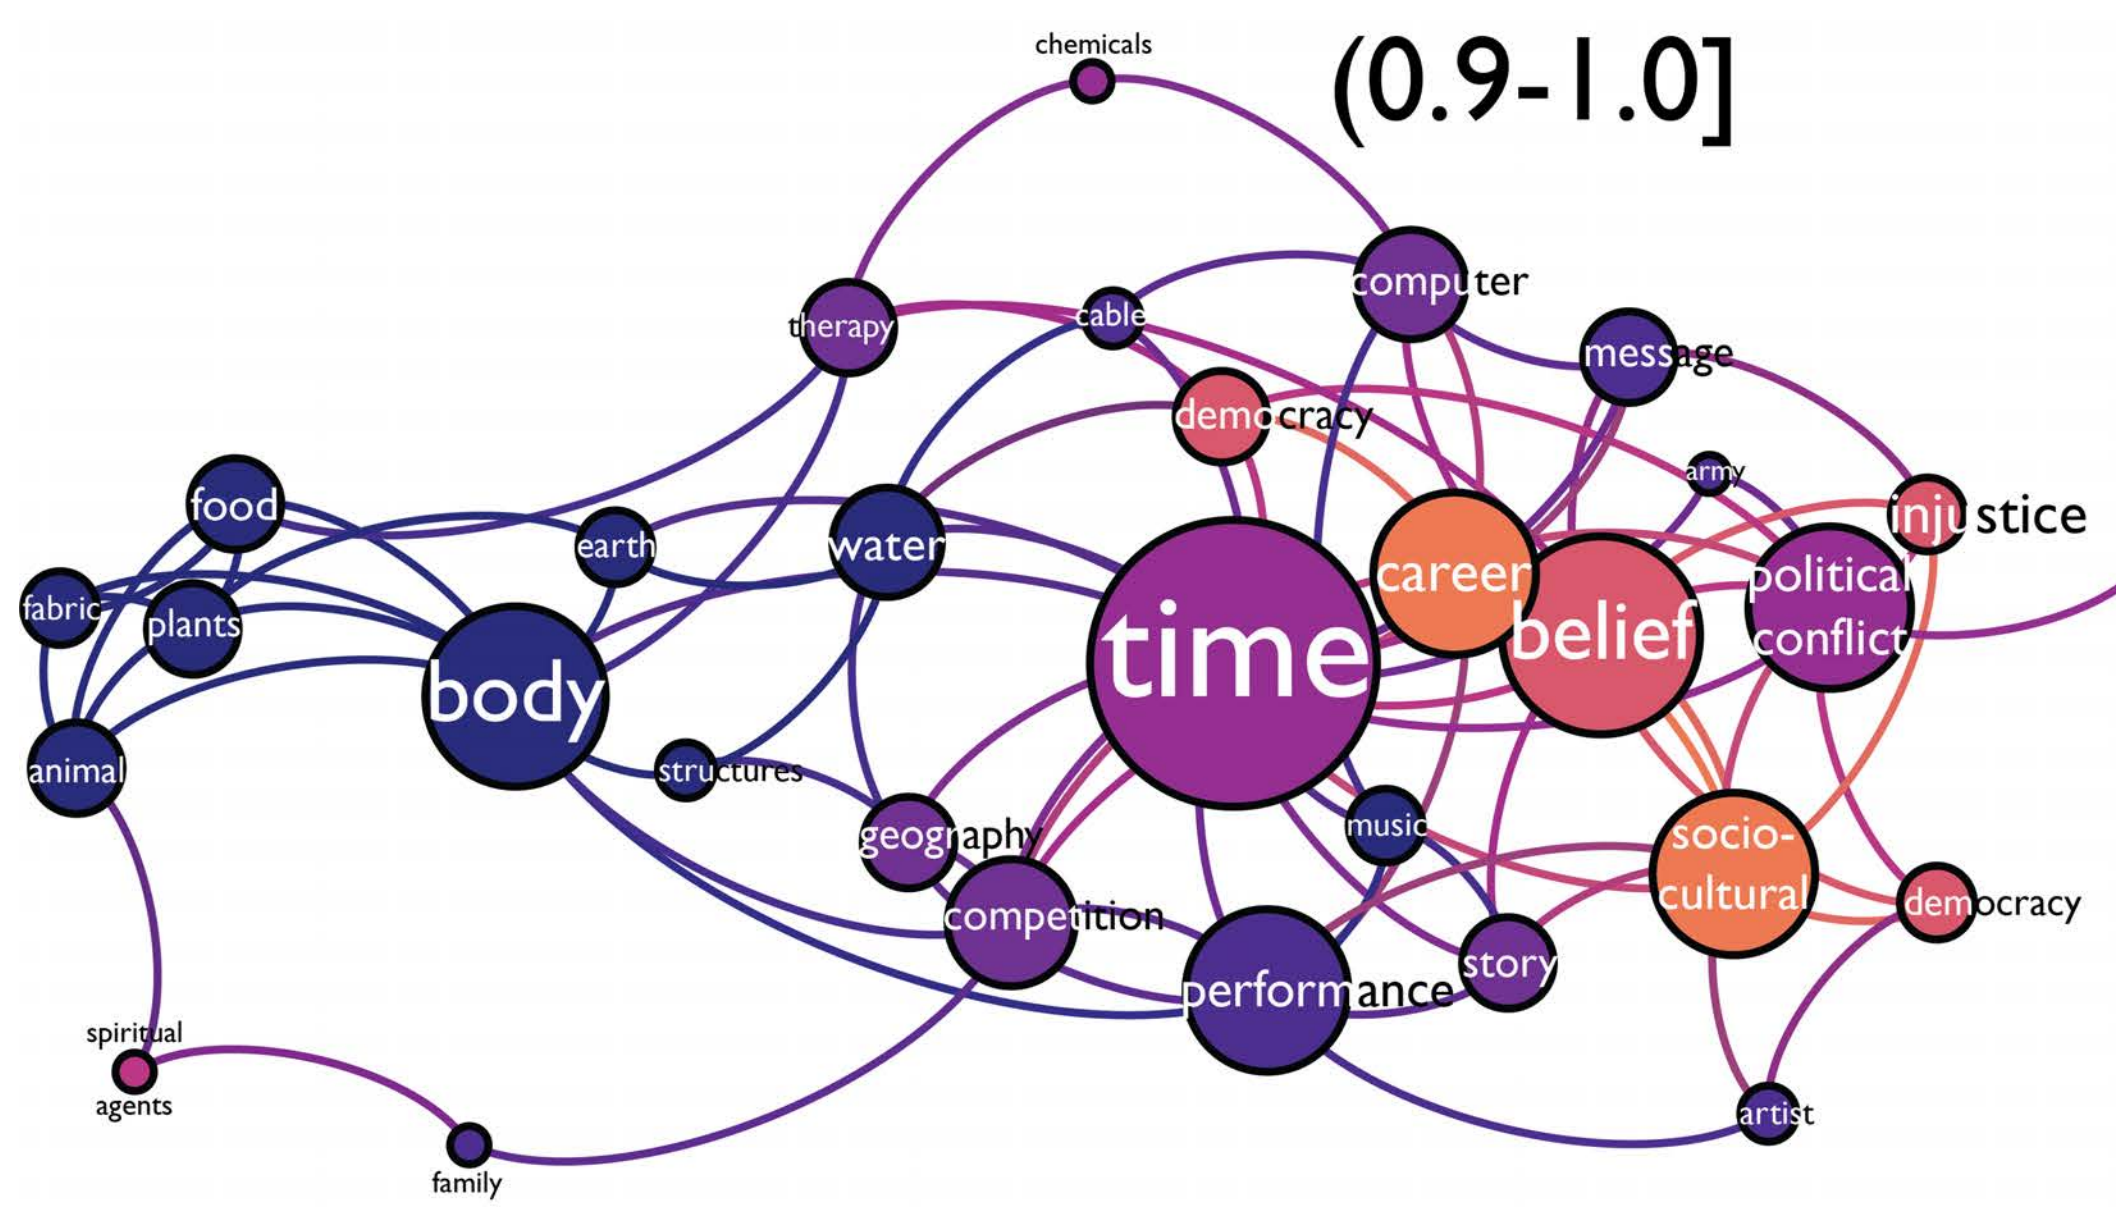 chemicals
(0.9-1.0]
computer
cable
therapy
message
democracy
army
food
injustice
earth
water
career
political
conflict
fabric
plants
time
belief
body
animal
structures
music
geography
socio-
cultural
competition
democracy
story
performance
spiritual
agents
artist
family